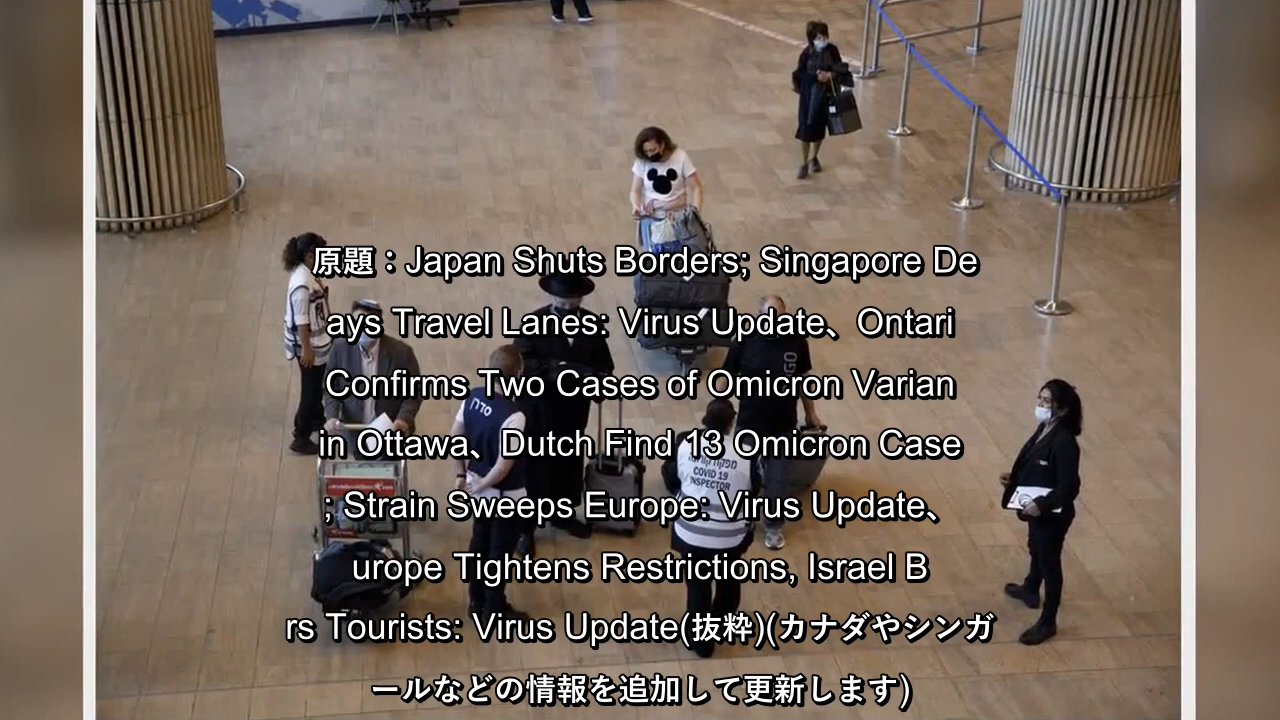 原題：Japan Shuts Borders; Singapore De
ays Travel Lanes: Virus Update、Ontari
Confirms Two Cases of Omicron Varian
in Ottawa、Dutch Find 13 Omicron Case
; Strain Sweeps Europe: Virus Update、
urope Tightens Restrictions, Israel B
rs Tourists: Virus Update(抜粋)(カナダやシンガ
ールなどの情報を追加して更新します)
COVID 19
INSPECTOR